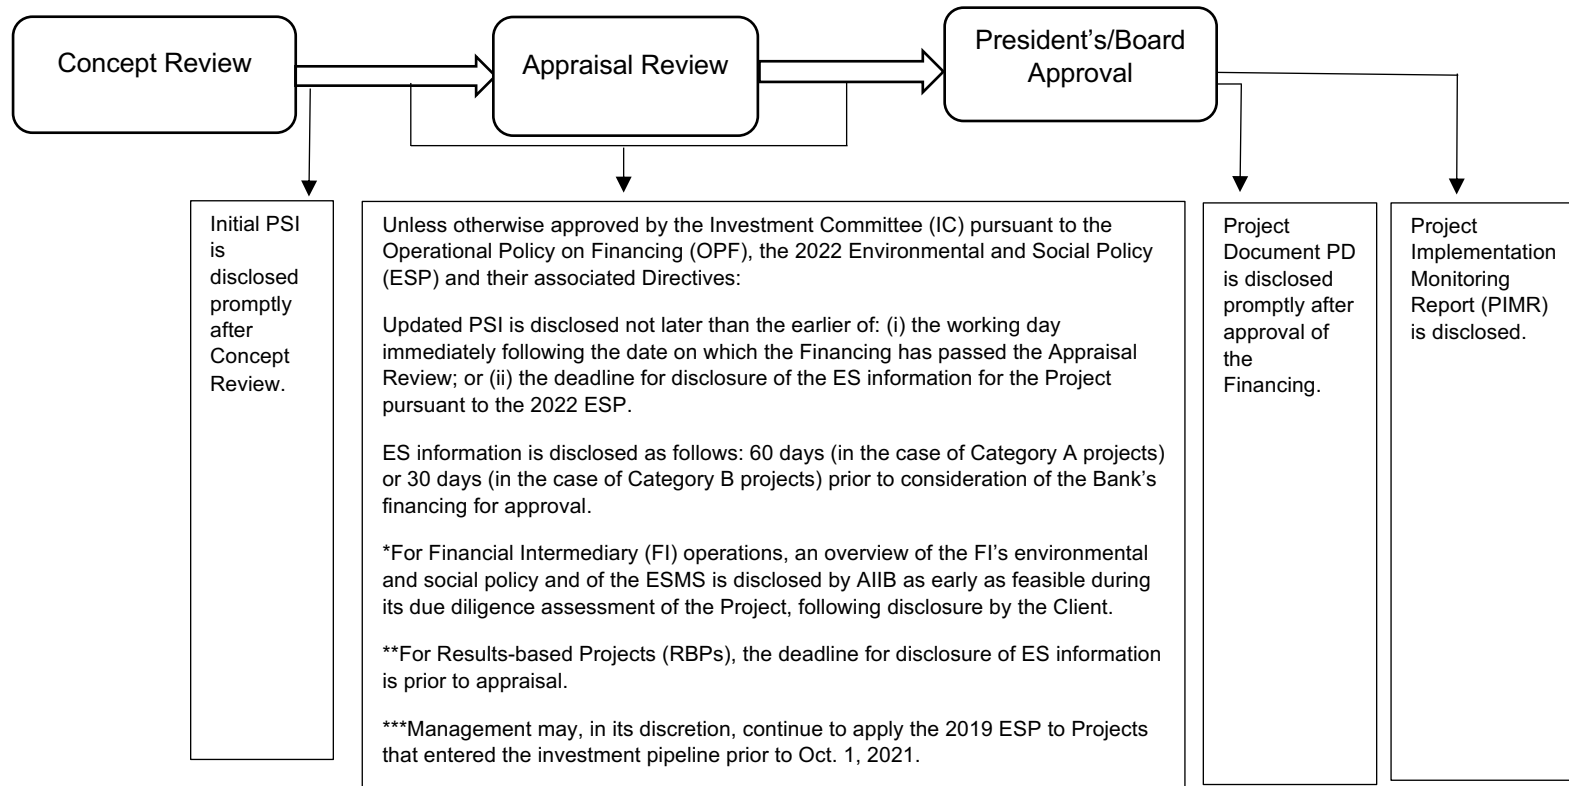 Concept Review
Appraisal Review
President’s/Board
Approval
Initial PSI
is
disclosed
promptly
after
Concept
Review.
Unless otherwise approved by the Investment Committee (IC) pursuant to the
Operational Policy on Financing (OPF), the 2022 Environmental and Social Policy
(ESP) and their associated Directives:
Updated PSI is disclosed not later than the earlier of: (i) the working day
immediately following the date on which the Financing has passed the Appraisal
Review; or (ii) the deadline for disclosure of the ES information for the Project
pursuant to the 2022 ESP.
ES information is disclosed as follows: 60 days (in the case of Category A projects)
or 30 days (in the case of Category B projects) prior to consideration of the Bank’s
financing for approval.
*For Financial Intermediary (FI) operations, an overview of the FI’s environmental
and social policy and of the ESMS is disclosed by AIIB as early as feasible during
its due diligence assessment of the Project, following disclosure by the Client.
**For Results-based Projects (RBPs), the deadline for disclosure of ES information
is prior to appraisal.
***Management may, in its discretion, continue to apply the 2019 ESP to Projects
that entered the investment pipeline prior to Oct. 1, 2021.
Project
Document PD
is disclosed
promptly after
approval of
the
Financing.
Project
Implementation
Monitoring
Report (PIMR)
is disclosed.